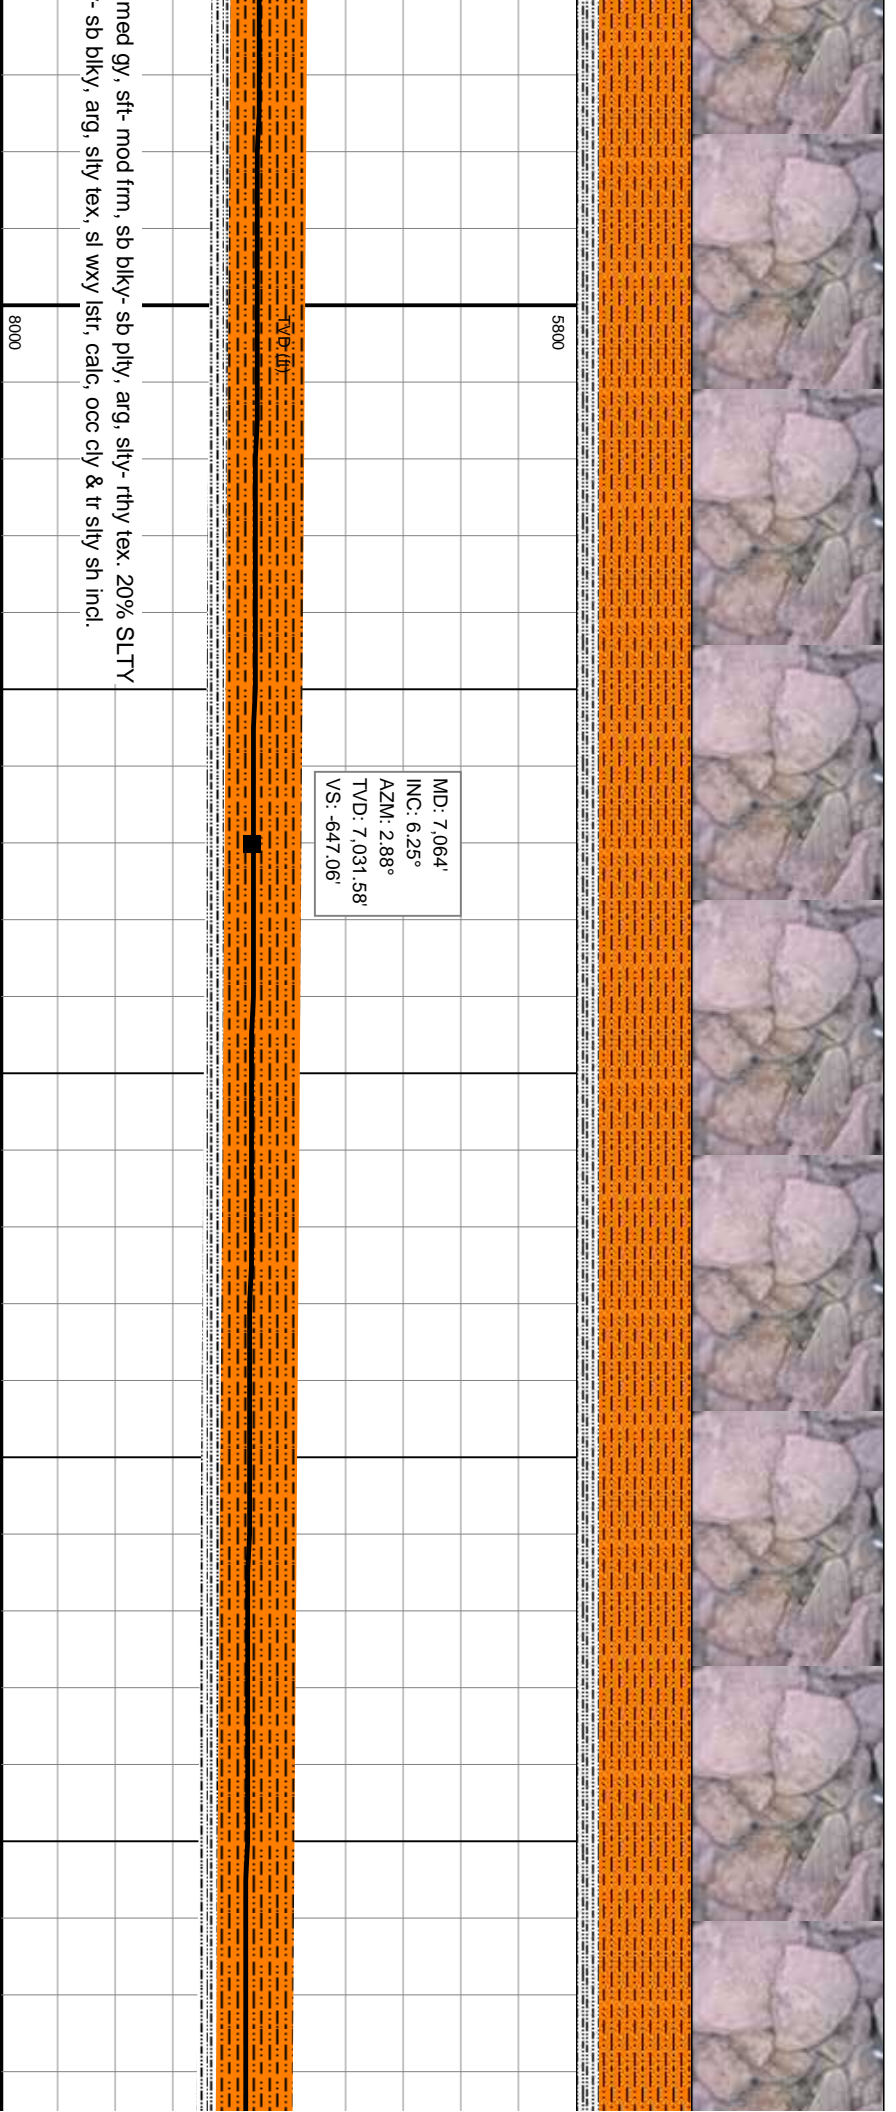 med gy, sft- mod frm, sb blky- sb plty, arg, slty- rthy tex. 20% SLTY
- sb blky, arg, slty tex, sl wxy lstr, calc, occ cly & tr slty sh incl.
5800
TVD (ft)
8000
MD: 7,064'
INC: 6.25°
AZM: 2.88°
TVD: 7,031.58'
VS: -647.06'